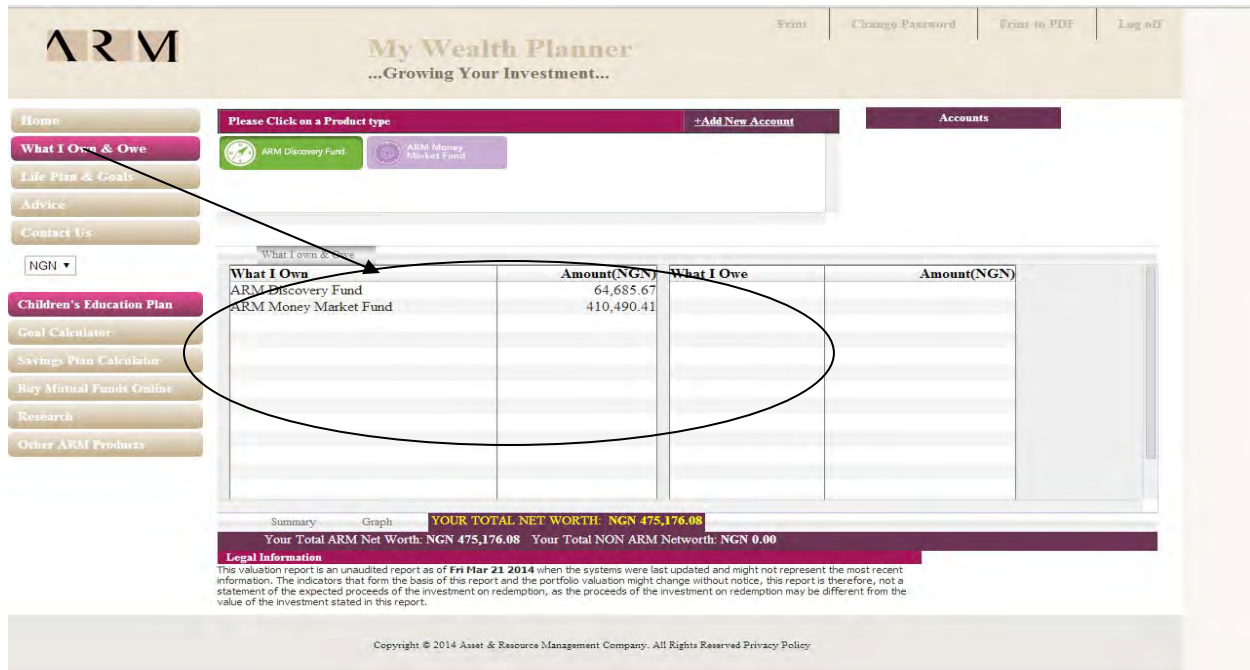 ARM
My Wealth Planner
...Growing Your Investment...
Print
Change Password
Print to PDF
Log off
Home
What I Own & Owe
Life Plan & Goals
Advice
Contact Us
NGN ▼
Children's Education Plan
Goal Calculator
Savings Plan Calculator
Buy Mutual Funds Online
Research
Other ARM Products
Please Click on a Product type +Add New Account
ARM Discovery Fund
ARM Money
Market Fund
Accounts
What I own & Owe
What I Own Amount(NGN) What I Owe Amount(NGN)
ARM Discovery Fund 64,685.67
ARM Money Market Fund 410,490.41
Summary Graph YOUR TOTAL NET WORTH: NGN 475,176.08
Your Total ARM Net Worth: NGN 475,176.08 Your Total NON ARM Networth: NGN 0.00
Legal Information
This valuation report is an unaudited report as of Fri Mar 21 2014 when the systems were last updated and might not represent the most recent
information. The indicators that form the basis of this report and the portfolio valuation might change without notice, this report is therefore, not a
statement of the expected proceeds of the investment on redemption, as the proceeds of the investment on redemption may be different from the
value of the investment stated in this report.
Copyright © 2014 Asset & Resource Management Company. All Rights Reserved Privacy Policy